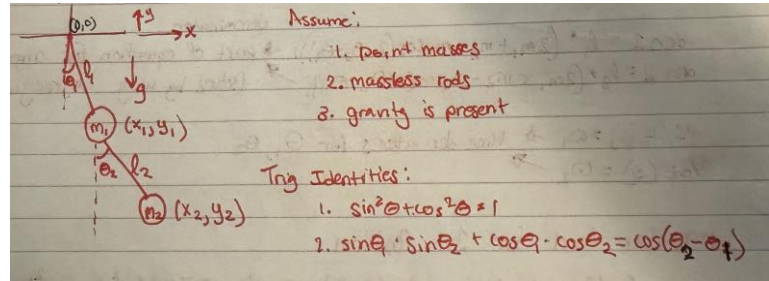 (0,0)
y
x
g
θ₁
l₁
m₁ (x₁,y₁)
θ₂
l₂
m₂ (x₂,y₂)
Assume:
1. point masses
2. massless rods
3. gravity is present
Trig Identities:
1. sin²θ+cos²θ=1
2. sinθ₁·sinθ₂ + cosθ₁·cosθ₂ = cos(θ₂-θ₁)